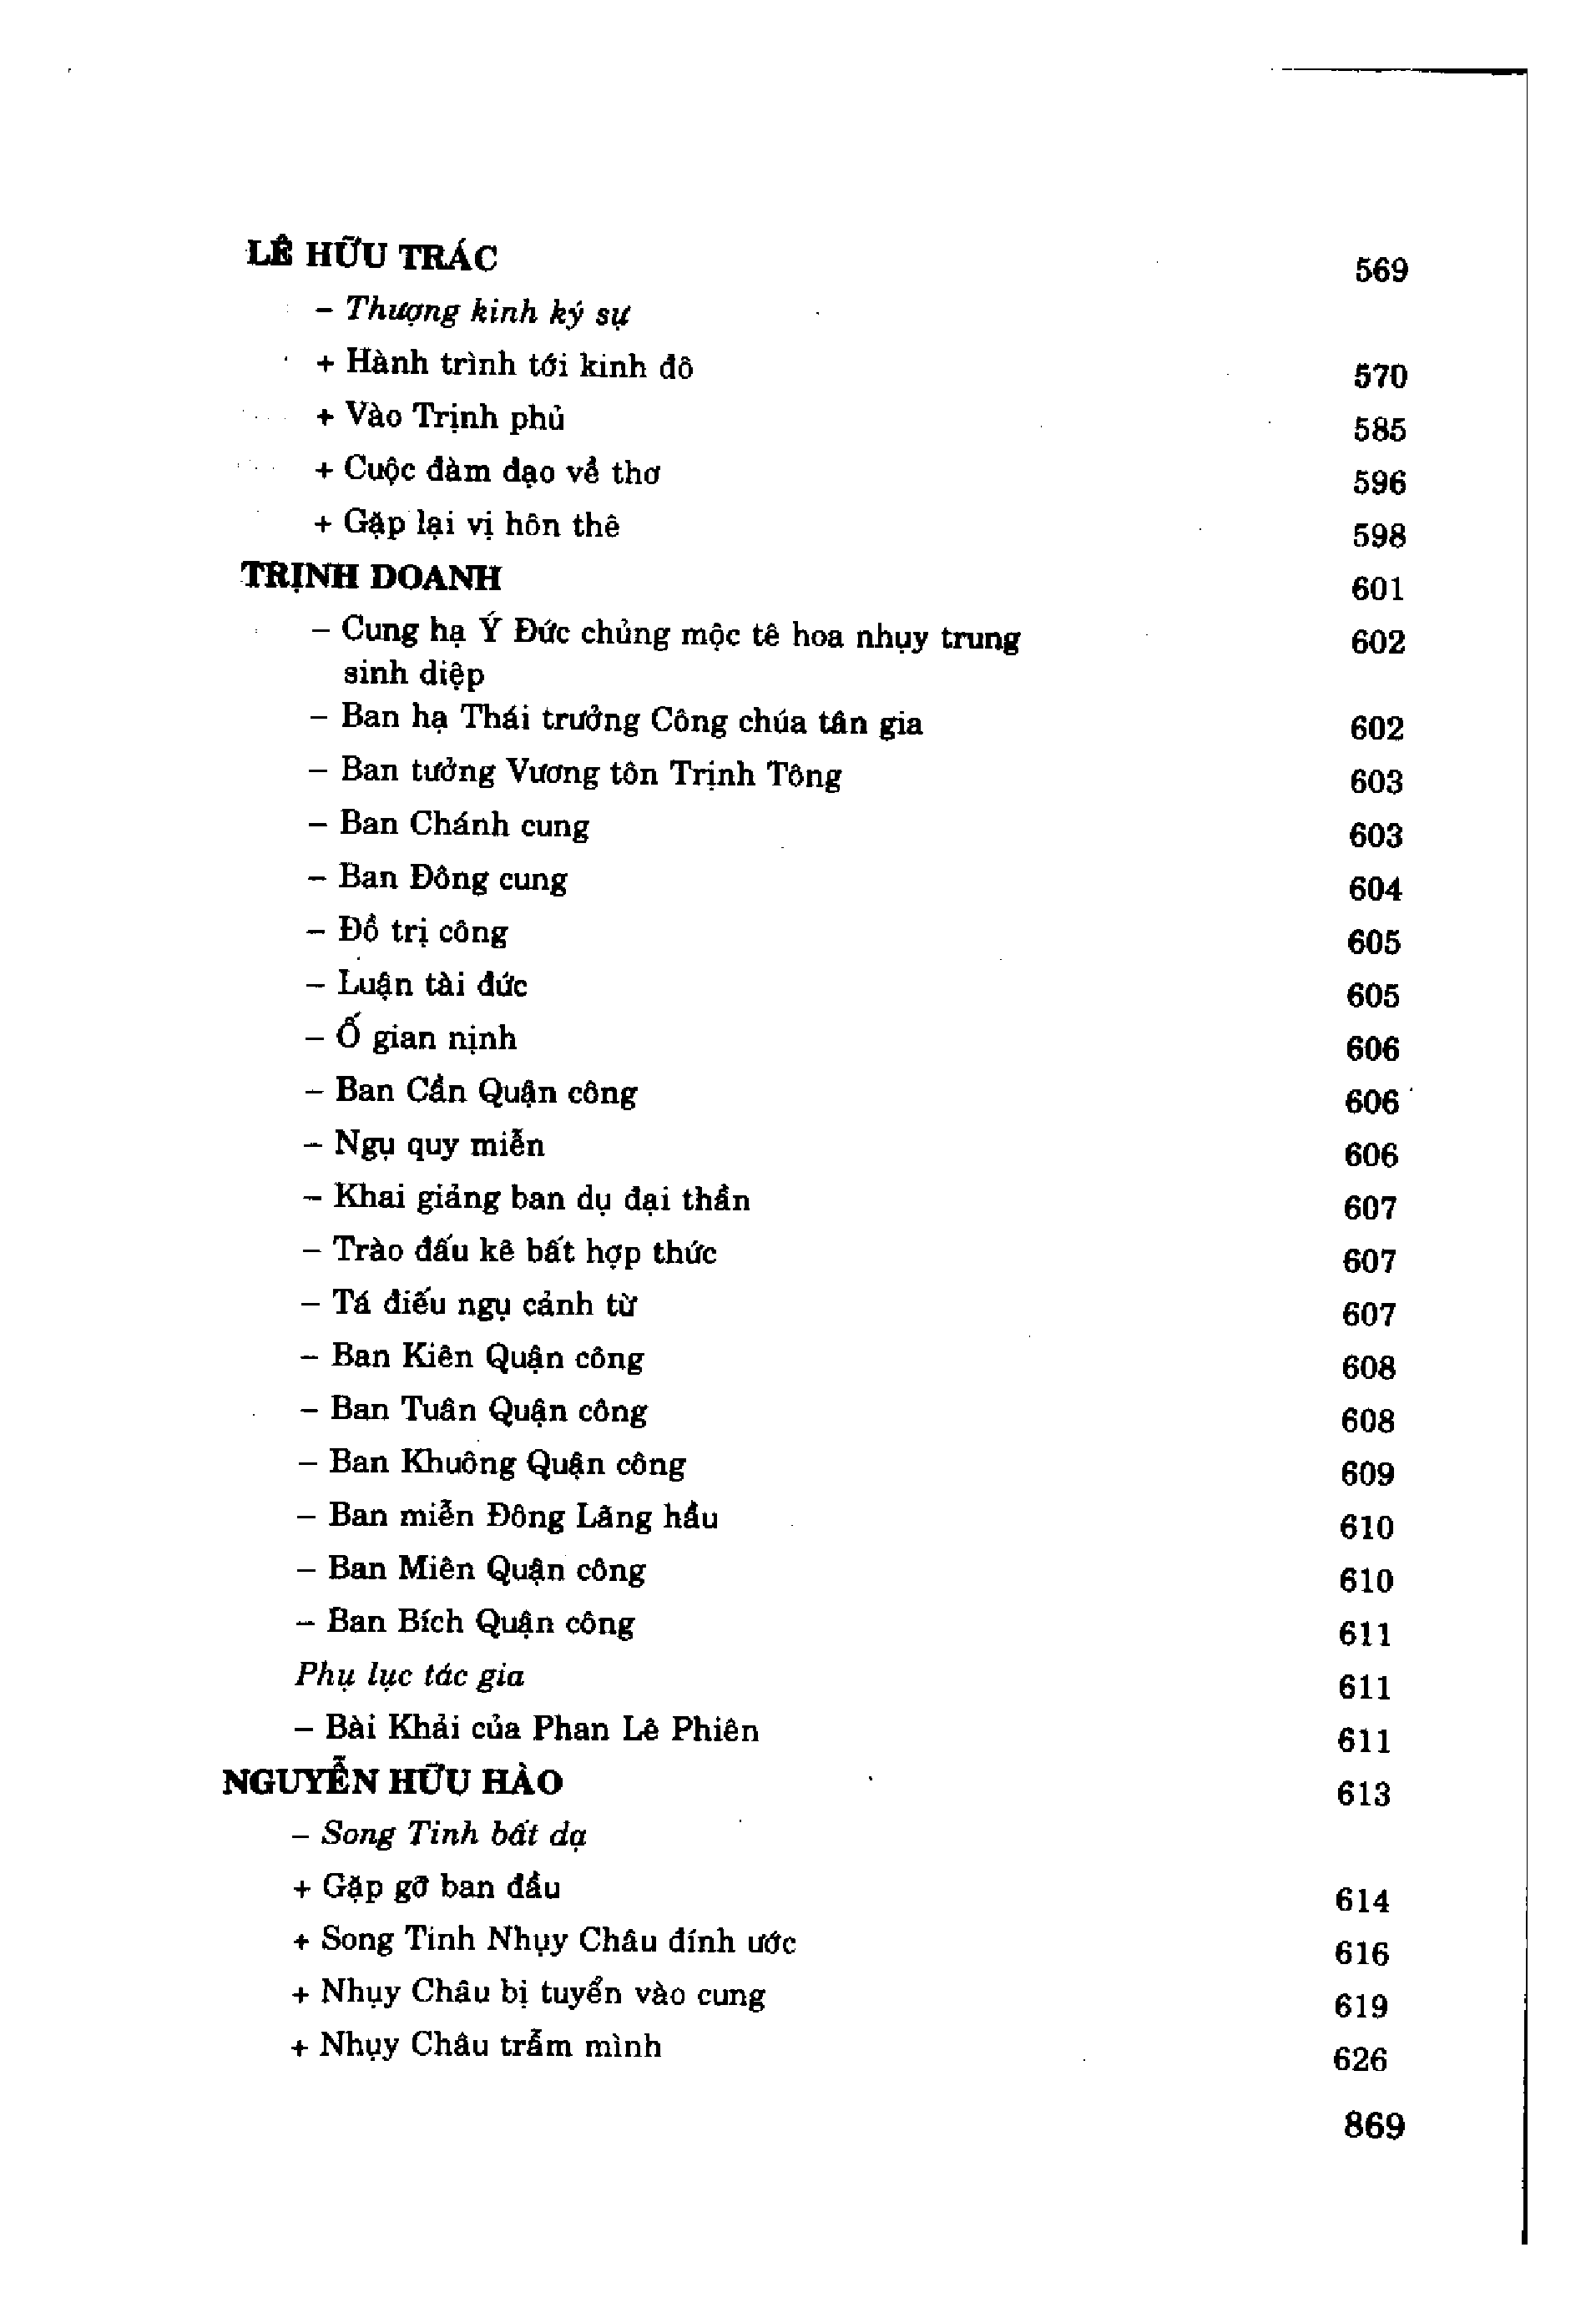 LÊ HỮU TRÁC 569
– Thượng kinh ký sự
+ Hành trình tới kinh đô 570
+ Vào Trịnh phủ 585
+ Cuộc đàm đạo về thơ 596
+ Gặp lại vị hôn thê 598
TRỊNH DOANH 601
– Cung hạ Ý Đức chủng mộc tê hoa nhụy trung 602
sinh diệp
– Ban hạ Thái trưởng Công chúa tân gia 602
– Ban tưởng Vương tôn Trịnh Tông 603
– Ban Chánh cung 603
– Ban Đông cung 604
– Đồ trị công 605
– Luận tài đức 605
– Ố gian nịnh 606
– Ban Cần Quận công 606
– Ngụ quy miễn 606
– Khai giảng ban dụ đại thần 607
– Trào đấu kê bất hợp thức 607
– Tá điếu ngụ cảnh từ 607
– Ban Kiên Quận công 608
– Ban Tuân Quận công 608
– Ban Khuông Quận công 609
– Ban miễn Đông Lãng hầu 610
– Ban Miên Quận công 610
– Ban Bích Quận công 611
Phụ lục tác gia 611
– Bài Khải của Phan Lê Phiên 611
NGUYỄN HỮU HÀO 613
– Song Tinh bất dạ
+ Gặp gỡ ban đầu 614
+ Song Tinh Nhụy Châu đính ước 616
+ Nhụy Châu bị tuyển vào cung 619
+ Nhụy Châu trẫm mình 626
869